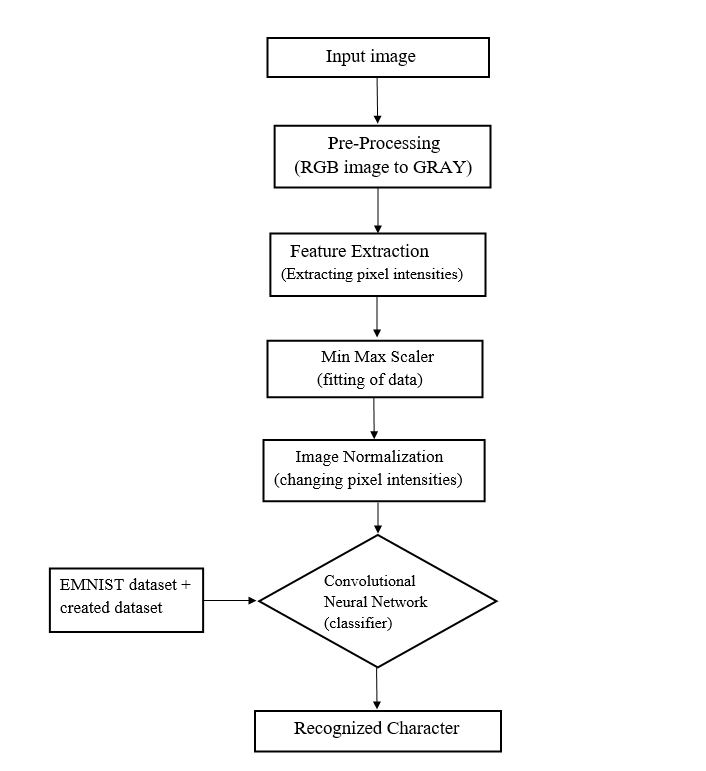 Input image
Pre-Processing
(RGB image to GRAY)
Feature Extraction
(Extracting pixel intensities)
Min Max Scaler
(fitting of data)
Image Normalization
(changing pixel intensities)
EMNIST dataset +
created dataset
Convolutional
Neural Network
(classifier)
Recognized Character